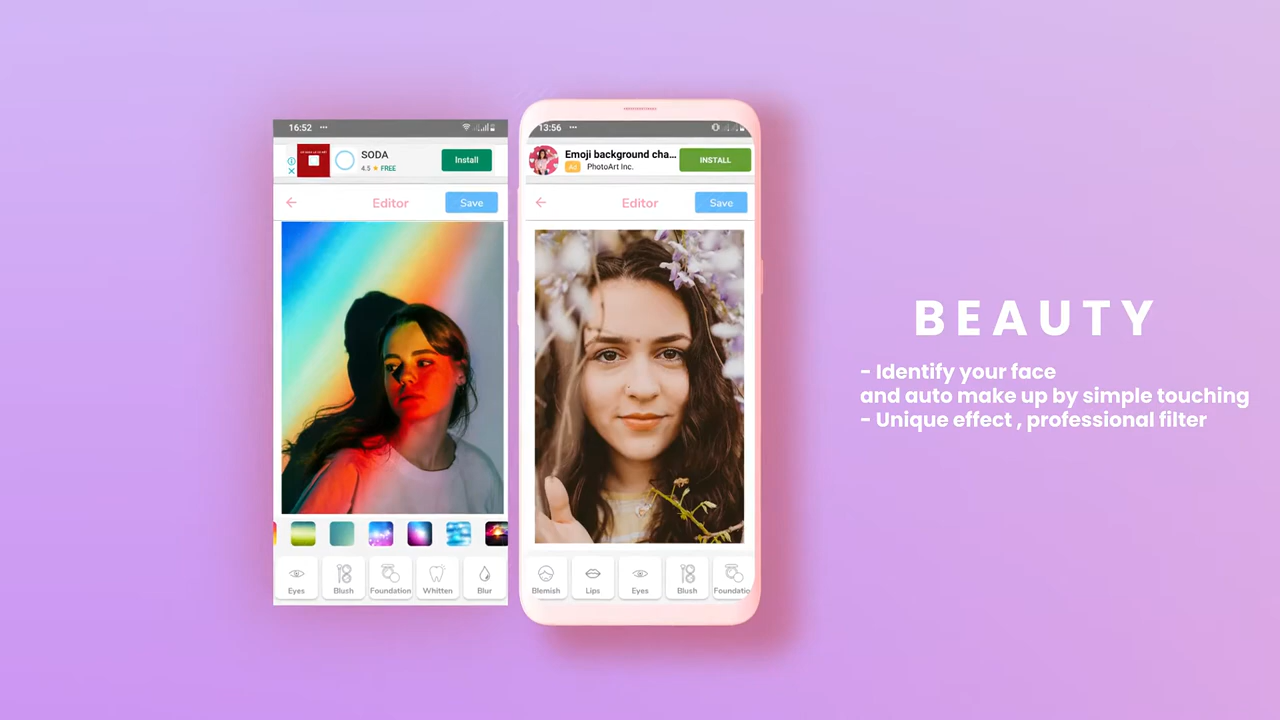 16:52 ...
SODA
4.5 ★ FREE
Install
Editor
Save
Eyes
Blush
Foundation
Whitten
Blur
13:56 ...
Emoji background cha...
Ad PhotoArt Inc.
INSTALL
Editor
Save
Blemish
Lips
Eyes
Blush
Foundatio
BEAUTY
- Identify your face
and auto make up by simple touching
- Unique effect , professional filter